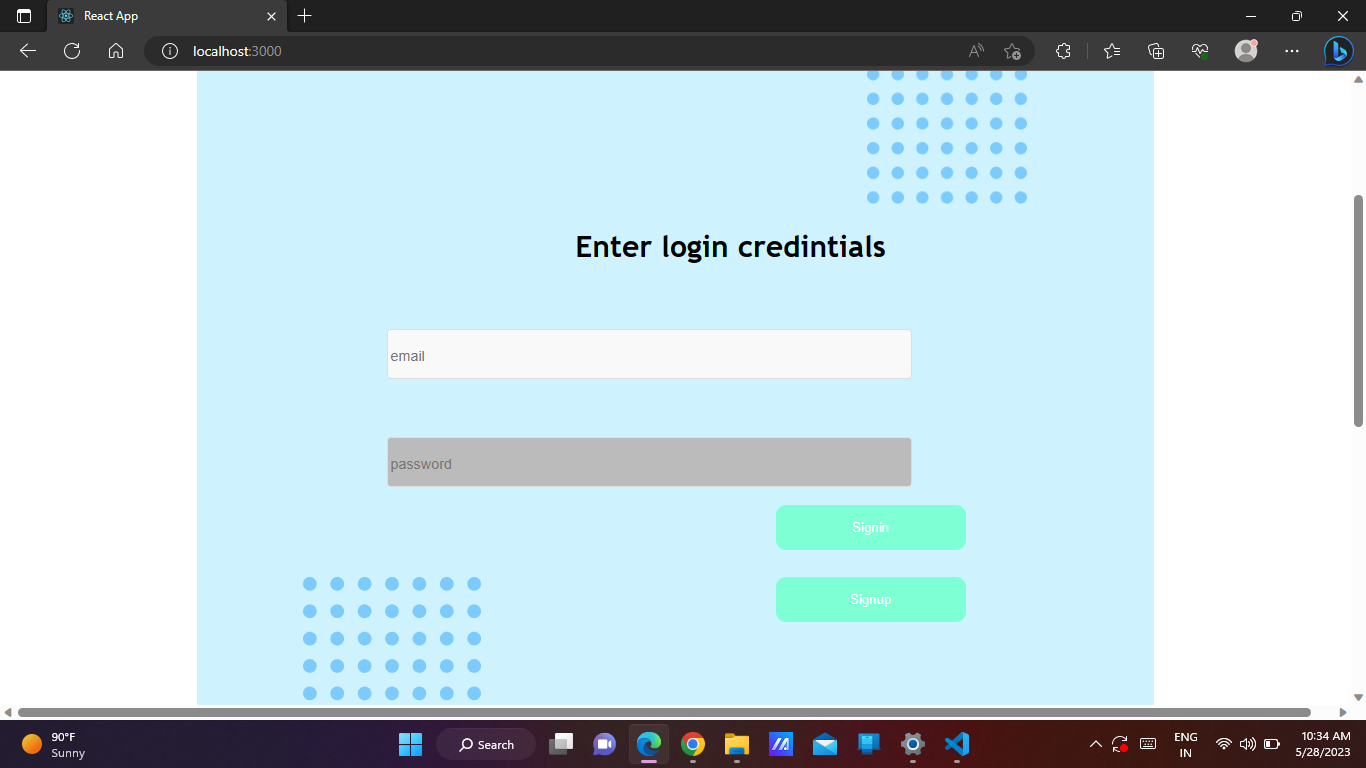 React App
localhost:3000
Enter login credintials
email
password
Signin
Signup
90°F
Sunny
Search
ENG
IN
10:34 AM
5/28/2023